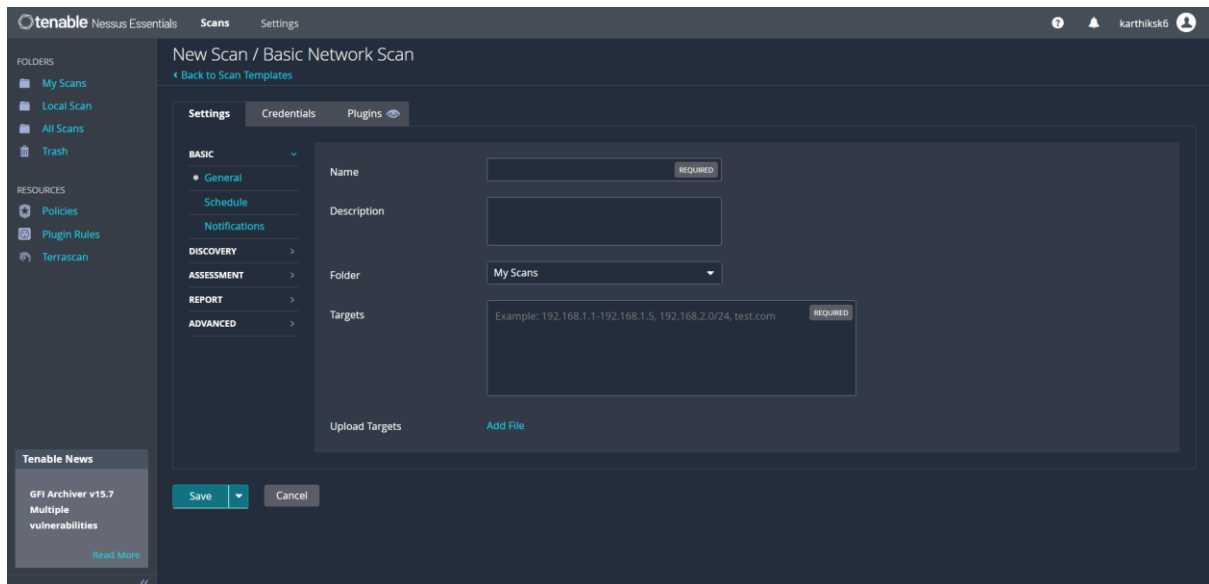 tenable Nessus Essentials Scans Settings karthiksk6
FOLDERS
My Scans
Local Scan
All Scans
Trash
RESOURCES
Policies
Plugin Rules
Terrascan
Tenable News
GFI Archiver v15.7
Multiple
vulnerabilities
Read More
New Scan / Basic Network Scan
Back to Scan Templates
Settings Credentials Plugins
BASIC
General
Schedule
Notifications
DISCOVERY
ASSESSMENT
REPORT
ADVANCED
Name REQUIRED
Description
Folder My Scans
Targets Example: 192.168.1.1-192.168.1.5, 192.168.2.0/24, test.com REQUIRED
Upload Targets Add File
Save Cancel